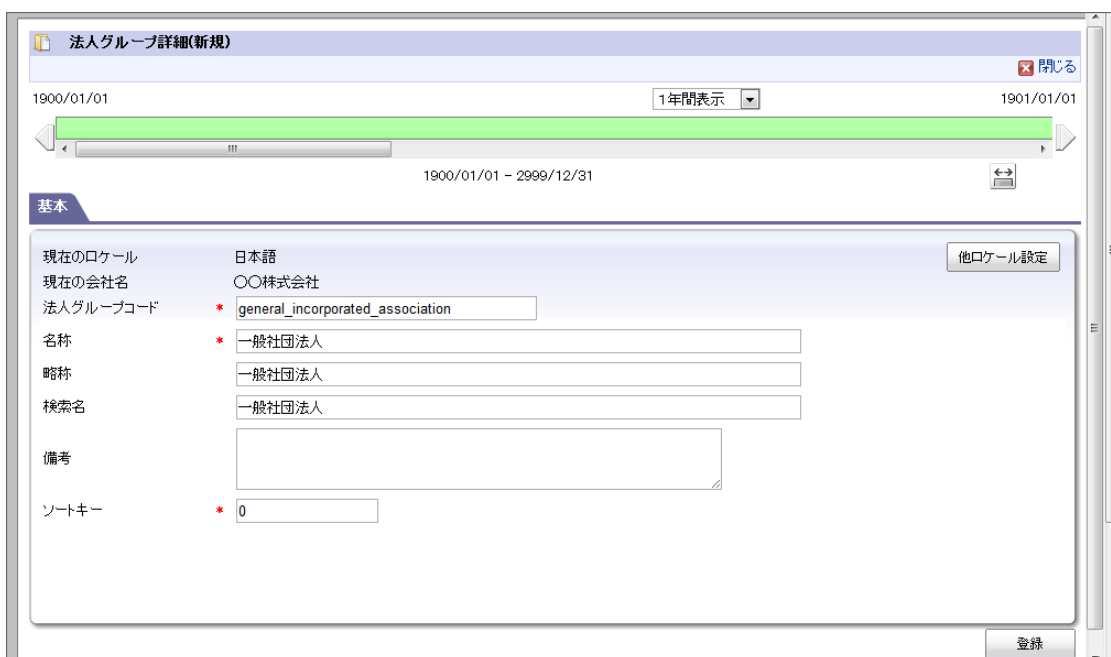 法人グループ詳細(新規)
閉じる
1900/01/01 1年間表示 1901/01/01
1900/01/01 - 2999/12/31
基本
現在のロケール 日本語 他ロケール設定
現在の会社名 〇〇株式会社
法人グループコード * general_incorporated_association
名称 * 一般社団法人
略称 一般社団法人
検索名 一般社団法人
備考
ソートキー * 0
登録